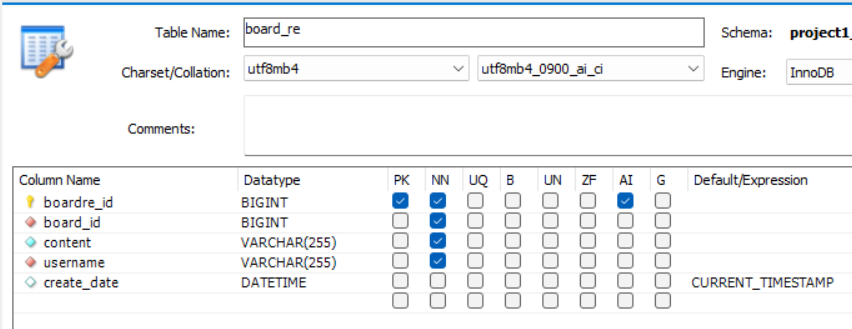 Table Name: board_re Schema: project1_
Charset/Collation: utf8mb4 utf8mb4_0900_ai_ci Engine: InnoDB
Comments:
Column Name Datatype PK NN UQ B UN ZF AI G Default/Expression
boardre_id BIGINT
board_id BIGINT
content VARCHAR(255)
username VARCHAR(255)
create_date DATETIME CURRENT_TIMESTAMP